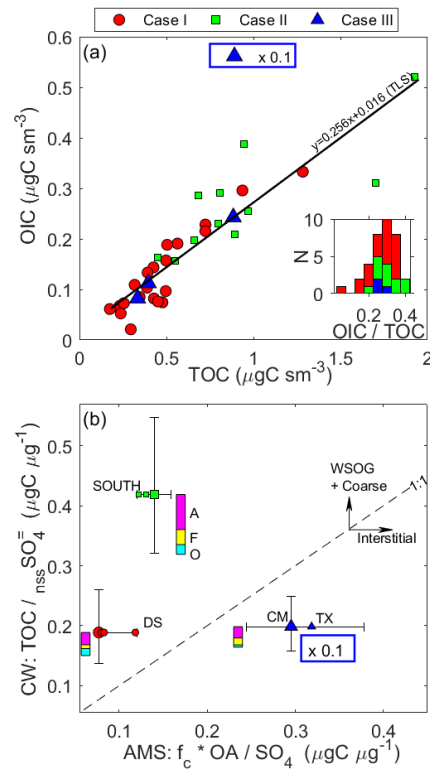 Case I Case II Case III
(a)
x 0.1
y=0.256x+0.016 (TLS)
OIC (μgC sm⁻³)
0.6
0.5
0.4
0.3
0.2
0.1
0
0 0.5 1 1.5 2
TOC (μgC sm⁻³)
N
10
5
0
0.2 0.4
OIC / TOC
(b)
CW: TOC / nssSO₄⁼ (μgC μg⁻¹)
0.5
0.4
0.3
0.2
0.1
SOUTH
A
F
O
WSOG
+ Coarse
Interstitial
1:1
DS
CM TX
x 0.1
0.1 0.2 0.3 0.4
AMS: f_c * OA / SO₄ (μgC μg⁻¹)